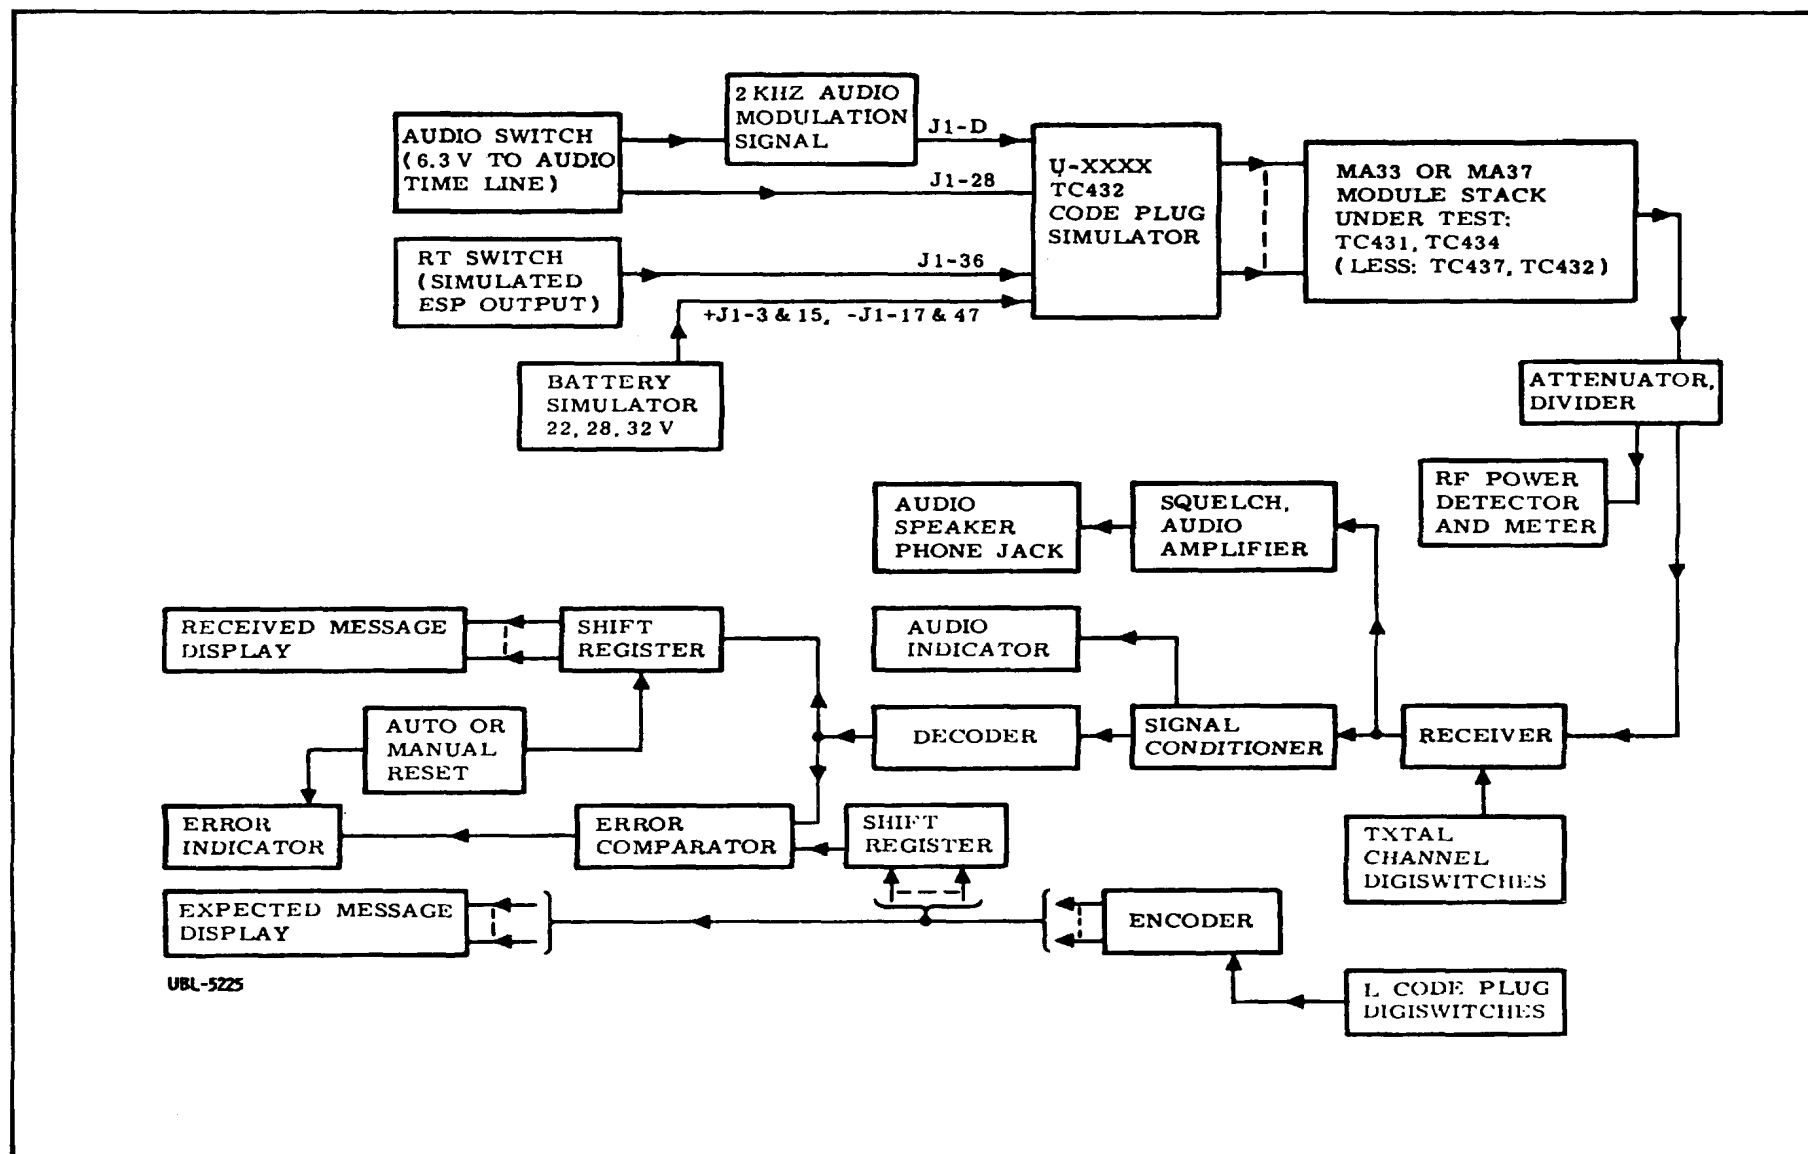 2 KHZ AUDIO
MODULATION
SIGNAL
AUDIO SWITCH
(6.3 V TO AUDIO
TIME LINE)
J1-D
J1-28
U-XXXX
TC432
CODE PLUG
SIMULATOR
MA33 OR MA37
MODULE STACK
UNDER TEST:
TC431, TC434
(LESS: TC437, TC432)
RT SWITCH
(SIMULATED
ESP OUTPUT)
J1-36
+J1-3 & 15, -J1-17 & 47
BATTERY
SIMULATOR
22, 28, 32 V
ATTENUATOR,
DIVIDER
RF POWER
DETECTOR
AND METER
AUDIO
SPEAKER
PHONE JACK
SQUELCH,
AUDIO
AMPLIFIER
RECEIVED MESSAGE
DISPLAY
SHIFT
REGISTER
AUDIO
INDICATOR
AUTO OR
MANUAL
RESET
DECODER
SIGNAL
CONDITIONER
RECEIVER
ERROR
INDICATOR
ERROR
COMPARATOR
SHIFT
REGISTER
TXTAL
CHANNEL
DIGISWITCHES
EXPECTED MESSAGE
DISPLAY
ENCODER
L CODE PLUG
DIGISWITCHES
UBL-5225